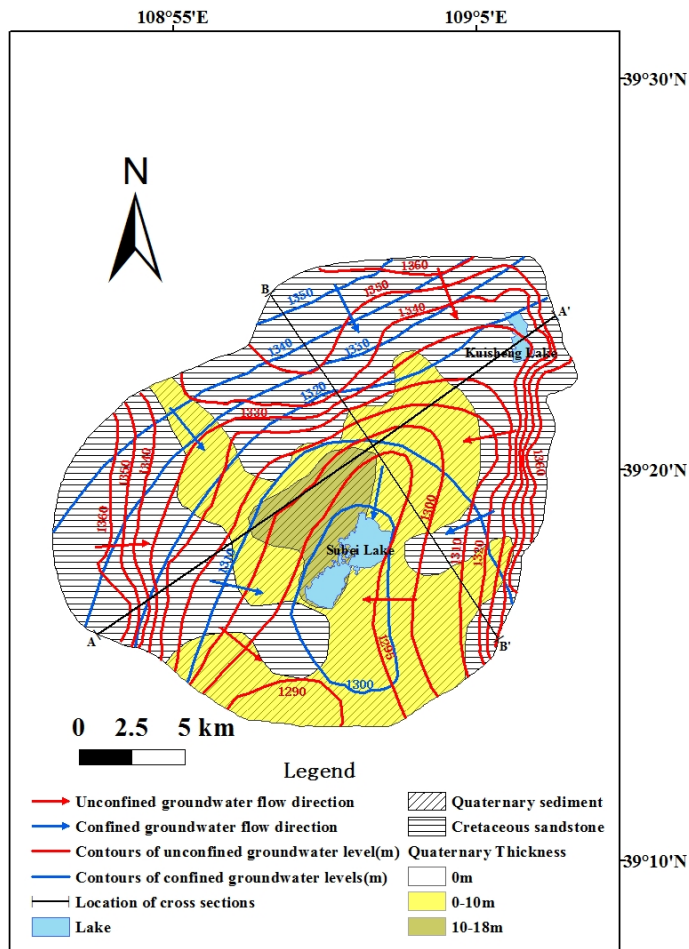 108°55'E 109°5'E
39°30'N
N
1360
B
1350
1350
1340
A'
Kuisheng Lake
1340
1330
1320
1330
1340
1350
1360
1360
39°20'N
1300
Subei Lake
1310
1310
1320
A
B'
1295
1300
1290
0 2.5 5 km
Legend
Unconfined groundwater flow direction
Quaternary sediment
Confined groundwater flow direction
Cretaceous sandstone
Contours of unconfined groundwater level(m)
Quaternary Thickness
Contours of confined groundwater levels(m)
0m
39°10'N
Location of cross sections
0-10m
Lake
10-18m